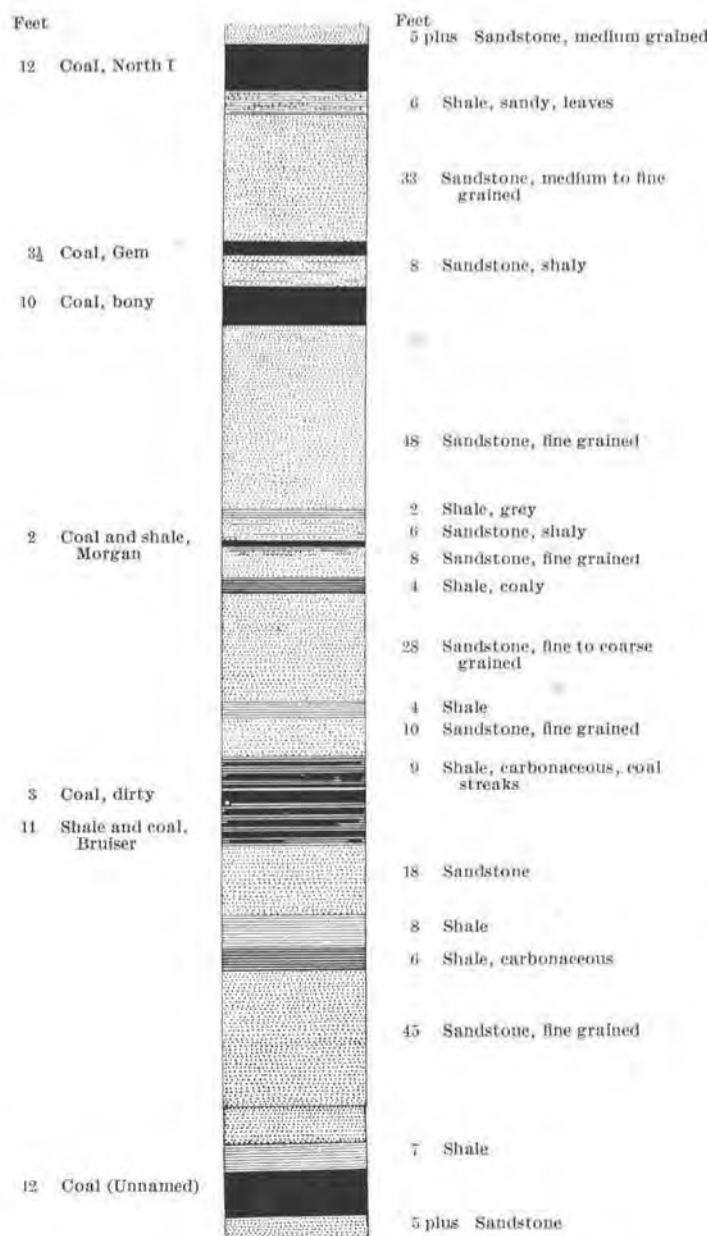 Feet
12 Coal, North I
3½ Coal, Gem
10 Coal, bony
2 Coal and shale,
Morgan
3 Coal, dirty
11 Shale and coal,
Bruiser
12 Coal (Unnamed)
Feet
5 plus Sandstone, medium grained
6 Shale, sandy, leaves
33 Sandstone, medium to fine
grained
8 Sandstone, shaly
48 Sandstone, fine grained
2 Shale, grey
6 Sandstone, shaly
8 Sandstone, fine grained
4 Shale, coaly
28 Sandstone, fine to coarse
grained
4 Shale
10 Sandstone, fine grained
9 Shale, carbonaceous, coal
streaks
18 Sandstone
8 Shale
6 Shale, carbonaceous
45 Sandstone, fine grained
7 Shale
5 plus Sandstone